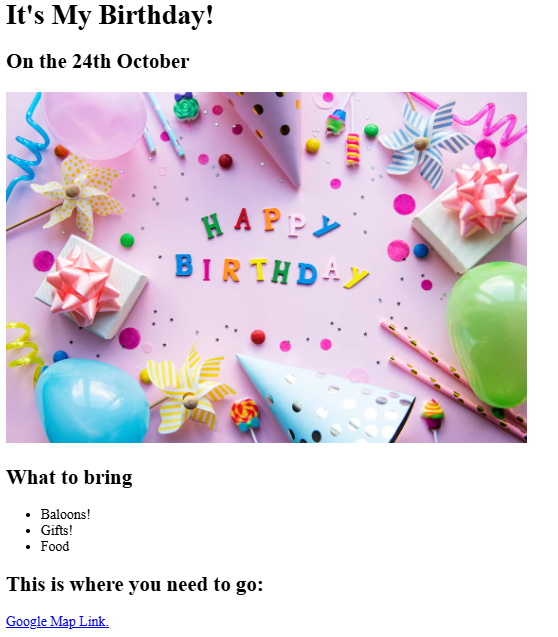 It's My Birthday!
On the 24th October
HAPPY
BIRTHDAY
What to bring
Baloons!
Gifts!
Food
This is where you need to go:
Google Map Link.